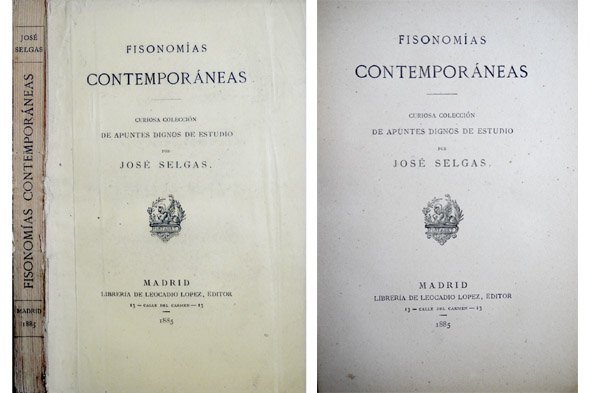 JOSÉ
SELGAS
FISONOMÍAS CONTEMPORÁNEAS
MADRID
1885
FISONOMÍAS
CONTEMPORÁNEAS
CURIOSA COLECCIÓN
DE APUNTES DIGNOS DE ESTUDIO
POR
JOSÉ SELGAS.
MADRID
LIBRERÍA DE LEOCADIO LOPEZ, EDITOR
13 — CALLE DEL CARMEN — 13
1885
FISONOMÍAS
CONTEMPORÁNEAS
CURIOSA COLECCIÓN
DE APUNTES DIGNOS DE ESTUDIO
POR
JOSÉ SELGAS.
MADRID
LIBRERÍA DE LEOCADIO LOPEZ, EDITOR
13 — CALLE DEL CARMEN — 13
1885